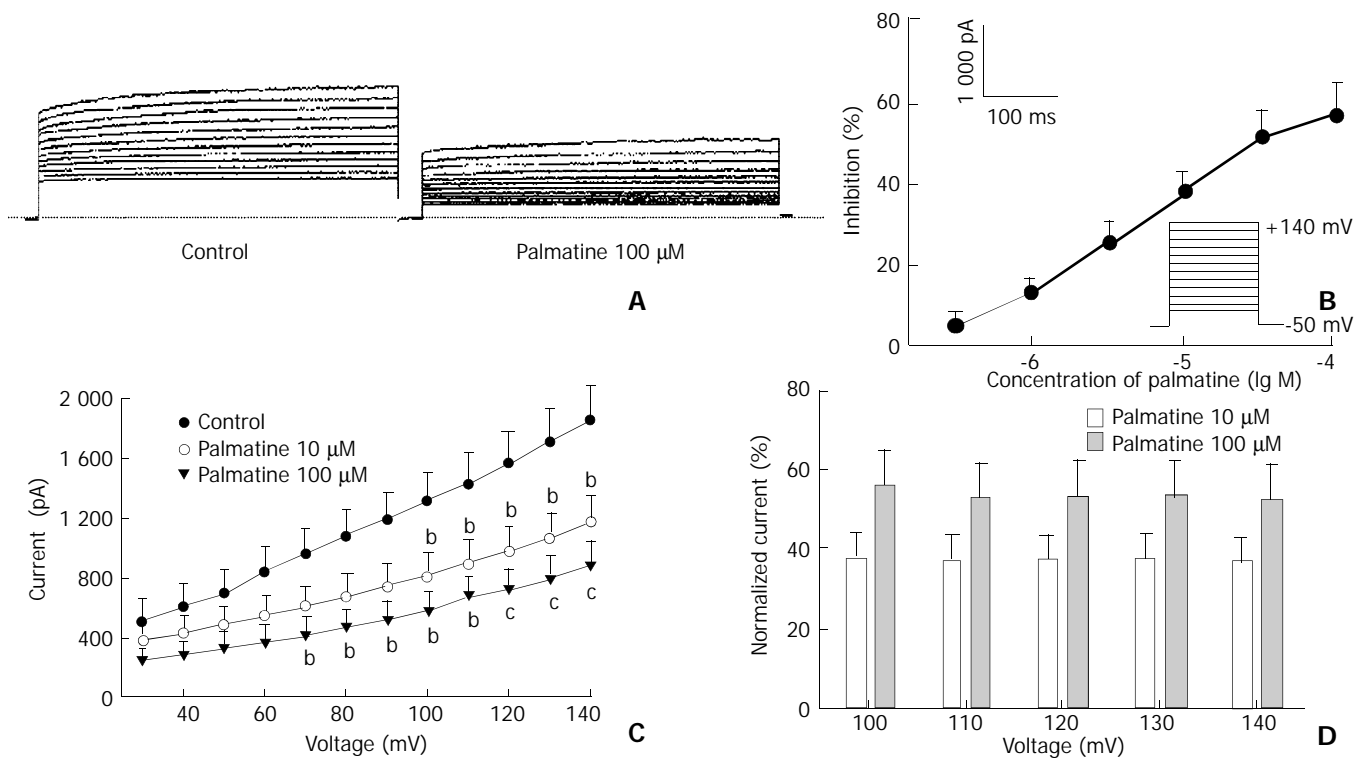 Control
Palmatine 100 µM
A
80
60
40
20
0
Inhibition (%)
1 000 pA
100 ms
+140 mV
-50 mV
B
-6
-5
-4
Concentration of palmatine (lg M)
2 000
1 600
1 200
800
400
0
Current (pA)
Control
Palmatine 10 µM
Palmatine 100 µM
b
b
b
b
b
b
b
b
b
b
c
c
c
40
60
80
100
120
140
Voltage (mV)
C
80
60
40
20
0
Normalized current (%)
Palmatine 10 µM
Palmatine 100 µM
100
110
120
130
140
Voltage (mV)
D